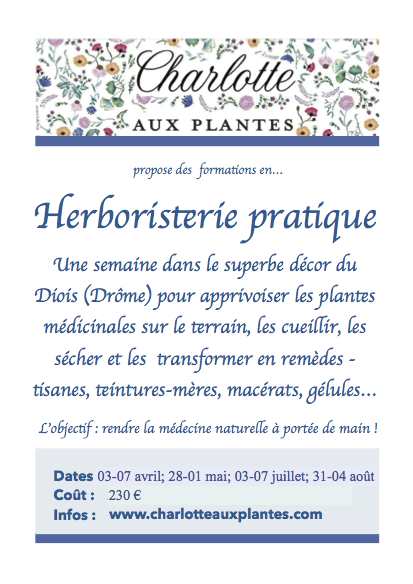 Charlotte
AUX PLANTES
propose des formations en...
Herboristerie pratique
Une semaine dans le superbe décor du
Diois (Drôme) pour apprivoiser les plantes
médicinales sur le terrain, les cueillir, les
sécher et les transformer en remèdes -
tisanes, teintures-mères, macérats, gélules...
L'objectif : rendre la médecine naturelle à portée de main !
Dates 03-07 avril; 28-01 mai; 03-07 juillet; 31-04 août
Coût : 230 €
Infos : www.charlotteauxplantes.com